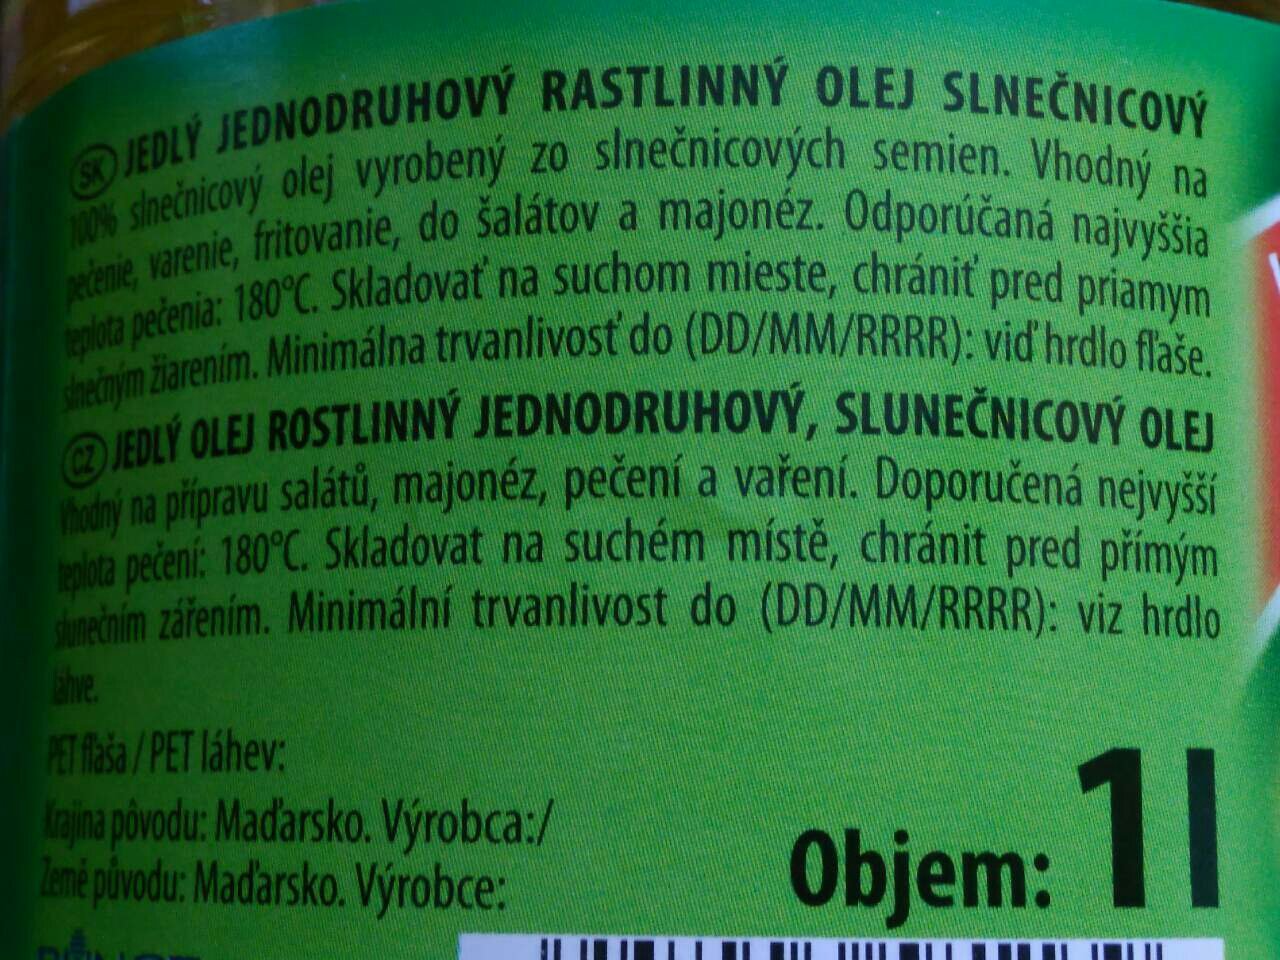 SK JEDLÝ JEDNODRUHOVÝ RASTLINNÝ OLEJ SLNEČNICOVÝ
100% slnečnicový olej vyrobený zo slnečnicových semien. Vhodný na
pečenie, varenie, fritovanie, do šalátov a majonéz. Odporúčaná najvyššia
teplota pečenia: 180°C. Skladovať na suchom mieste, chrániť pred priamym
slnečným žiarením. Minimálna trvanlivosť do (DD/MM/RRRR): viď hrdlo fľaše.
CZ JEDLÝ OLEJ ROSTLINNÝ JEDNODRUHOVÝ, SLUNEČNICOVÝ OLEJ
Vhodný na přípravu salátů, majonéz, pečení a vaření. Doporučená nejvyšší
teplota pečení: 180°C. Skladovat na suchém místě, chránit pred přímým
slunečním zářením. Minimální trvanlivost do (DD/MM/RRRR): viz hrdlo
láhve.
PET fľaša / PET láhev:
Krajina pôvodu: Maďarsko. Výrobca:/
Země původu: Maďarsko. Výrobce:
Objem: 1l